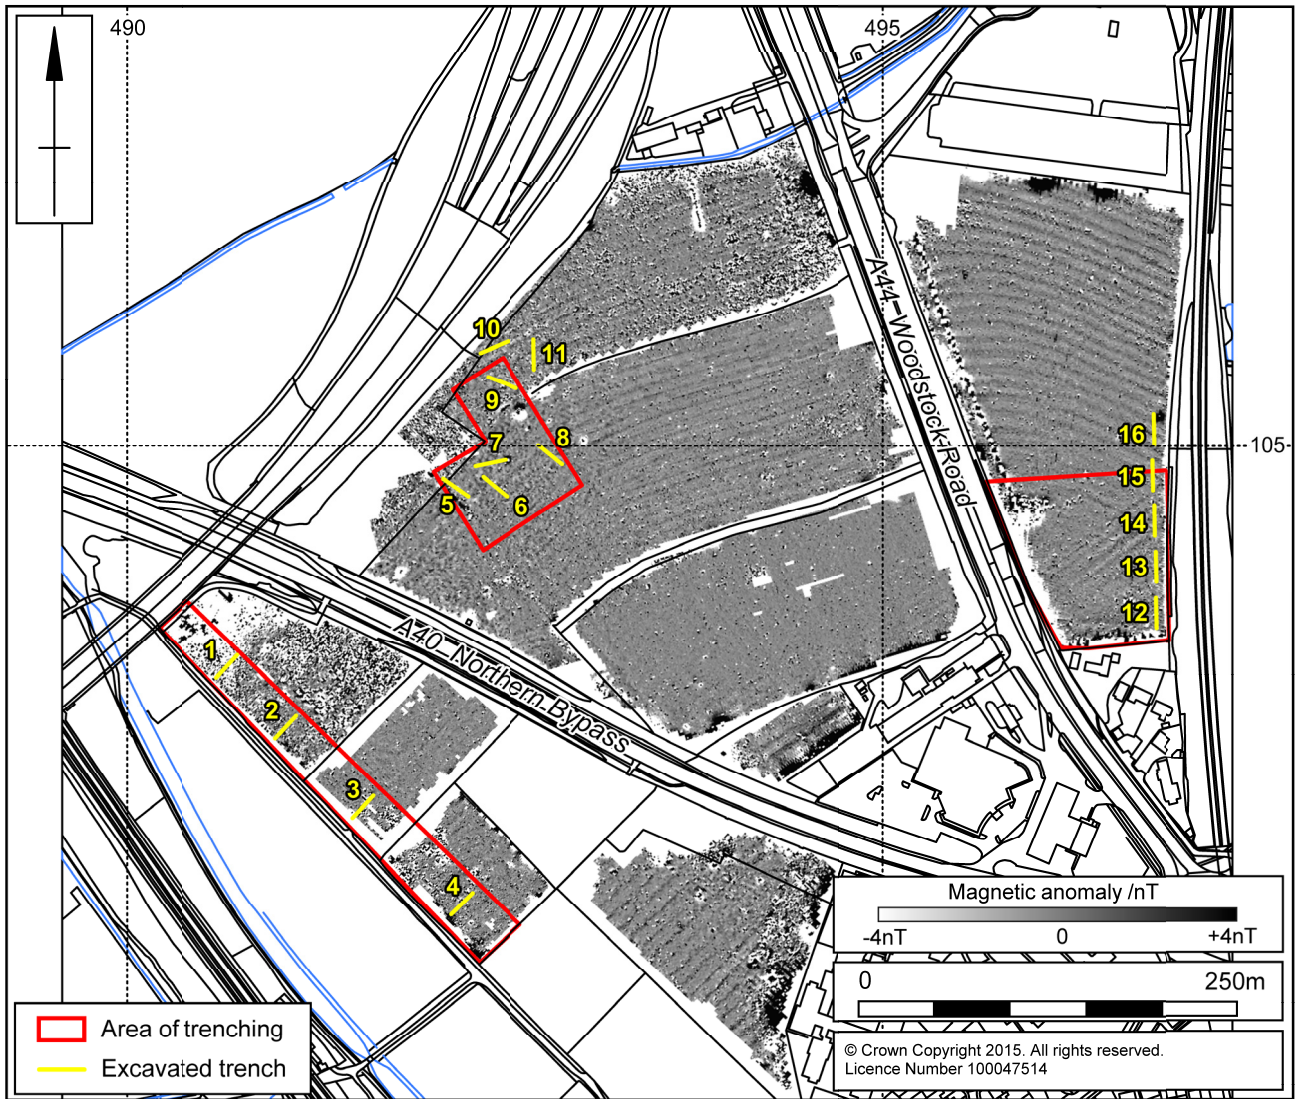 490
495
10
11
9
8
7
5
6
105
16
15
14
13
12
A44 Woodstock Road
A40 Northern Bypass
1
2
3
4
Magnetic anomaly /nT
-4nT 0 +4nT
0 250m
© Crown Copyright 2015. All rights reserved.
Licence Number 100047514
Area of trenching
Excavated trench